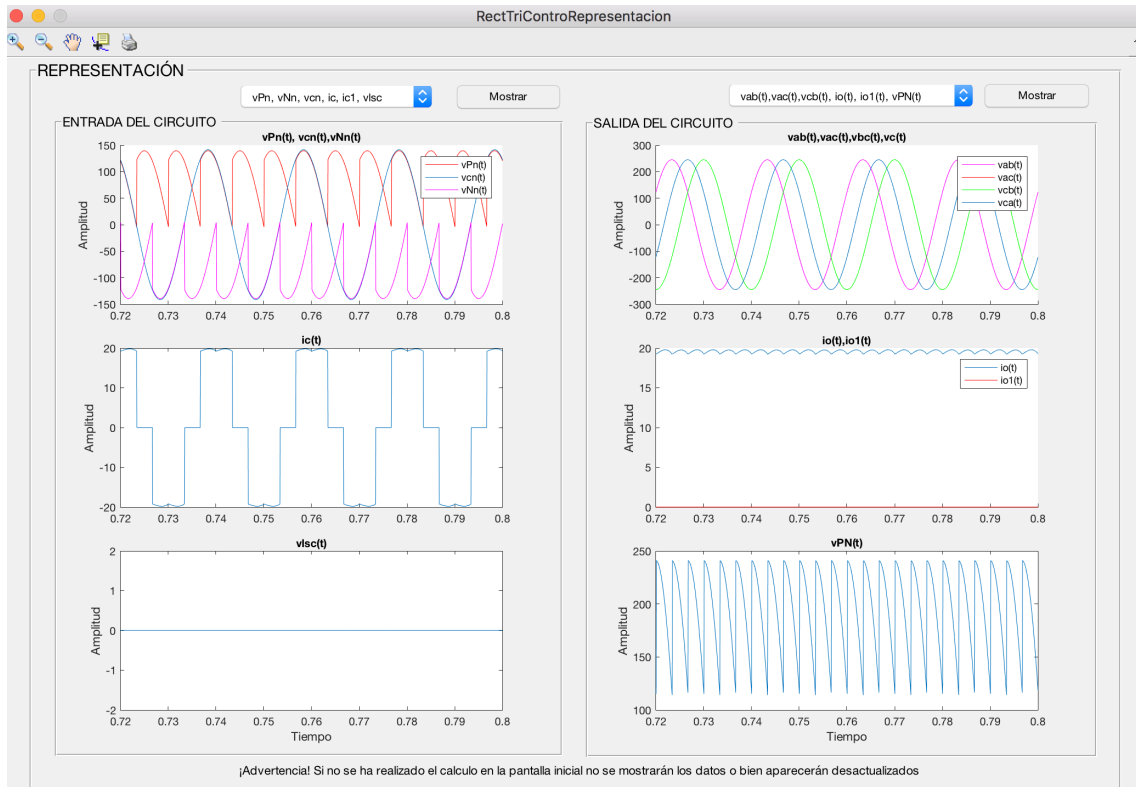 RectTriControRepresentacion
REPRESENTACIÓN
vPn, vNn, vcn, ic, ic1, vlsc
Mostrar
vab(t),vac(t),vcb(t), io(t), io1(t), vPN(t)
Mostrar
ENTRADA DEL CIRCUITO
vPn(t), vcn(t),vNn(t)
150
100
50
0
-50
-100
-150
Amplitud
vPn(t)
vcn(t)
vNn(t)
0.72 0.73 0.74 0.75 0.76 0.77 0.78 0.79 0.8
ic(t)
20
10
0
-10
-20
Amplitud
0.72 0.73 0.74 0.75 0.76 0.77 0.78 0.79 0.8
vlsc(t)
2
1
0
-1
-2
Amplitud
0.72 0.73 0.74 0.75 0.76 0.77 0.78 0.79 0.8
Tiempo
SALIDA DEL CIRCUITO
vab(t),vac(t),vbc(t),vc(t)
300
200
100
0
-100
-200
-300
Amplitud
vab(t)
vac(t)
vcb(t)
vca(t)
0.72 0.73 0.74 0.75 0.76 0.77 0.78 0.79 0.8
io(t),io1(t)
20
15
10
5
0
Amplitud
io(t)
io1(t)
0.72 0.73 0.74 0.75 0.76 0.77 0.78 0.79 0.8
vPN(t)
250
200
150
100
Amplitud
0.72 0.73 0.74 0.75 0.76 0.77 0.78 0.79 0.8
Tiempo
¡Advertencia! Si no se ha realizado el calculo en la pantalla inicial no se mostrarán los datos o bien aparecerán desactualizados